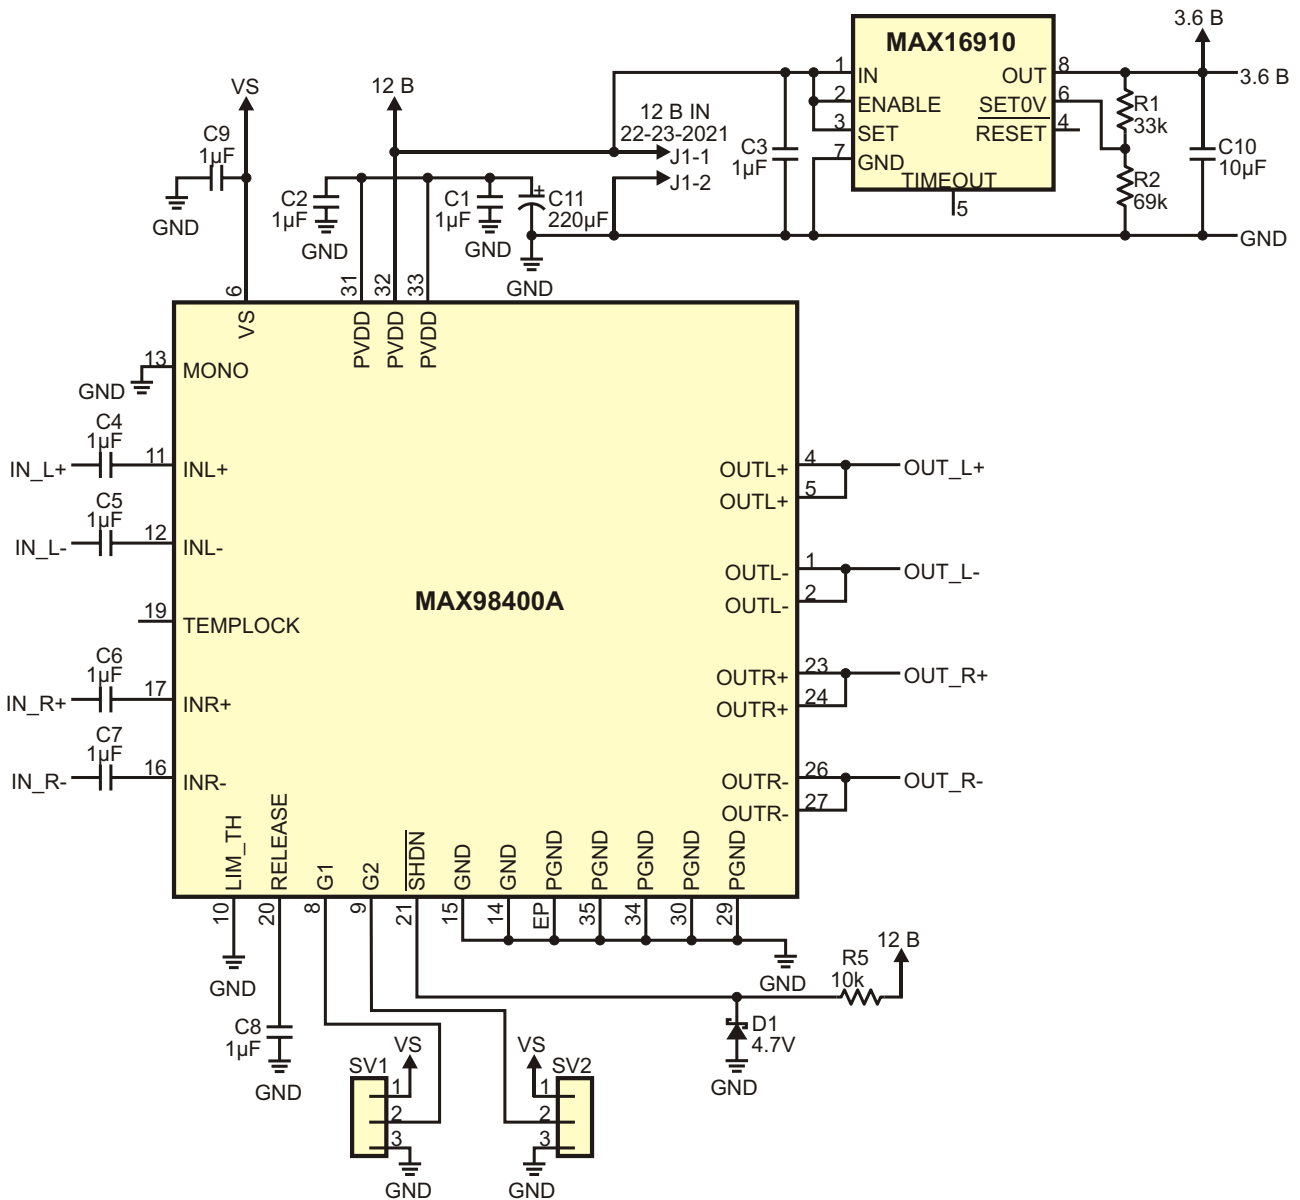 MAX16910
3.6 В
VS
12 В
1
IN
OUT
8
3.6 В
2
ENABLE
SET0V
6
R1
33k
12 В IN
22-23-2021
3
SET
RESET
4
C9
1µF
J1-1
C3
1µF
7
GND
C10
10µF
J1-2
TIMEOUT
5
R2
69k
C2
1µF
C1
1µF
+
C11
220µF
GND
GND
GND
GND
GND
6
31
32
33
VS
PVDD
PVDD
PVDD
13
MONO
GND
C4
1µF
IN_L+
11
INL+
OUTL+
4
OUT_L+
OUTL+
5
C5
1µF
IN_L-
12
INL-
OUTL-
1
OUT_L-
OUTL-
2
MAX98400A
19
TEMPLOCK
C6
1µF
IN_R+
17
INR+
OUTR+
23
OUT_R+
OUTR+
24
C7
1µF
IN_R-
16
INR-
OUTR-
26
OUT_R-
OUTR-
27
LIM_TH
RELEASE
G1
G2
SHDN
GND
GND
PGND
PGND
PGND
PGND
PGND
10
20
8
9
21
15
14
EP
35
34
30
29
GND
GND
R5
10k
12 В
C8
1µF
GND
D1
4.7V
GND
VS
SV1
1
2
3
GND
VS
SV2
1
2
3
GND